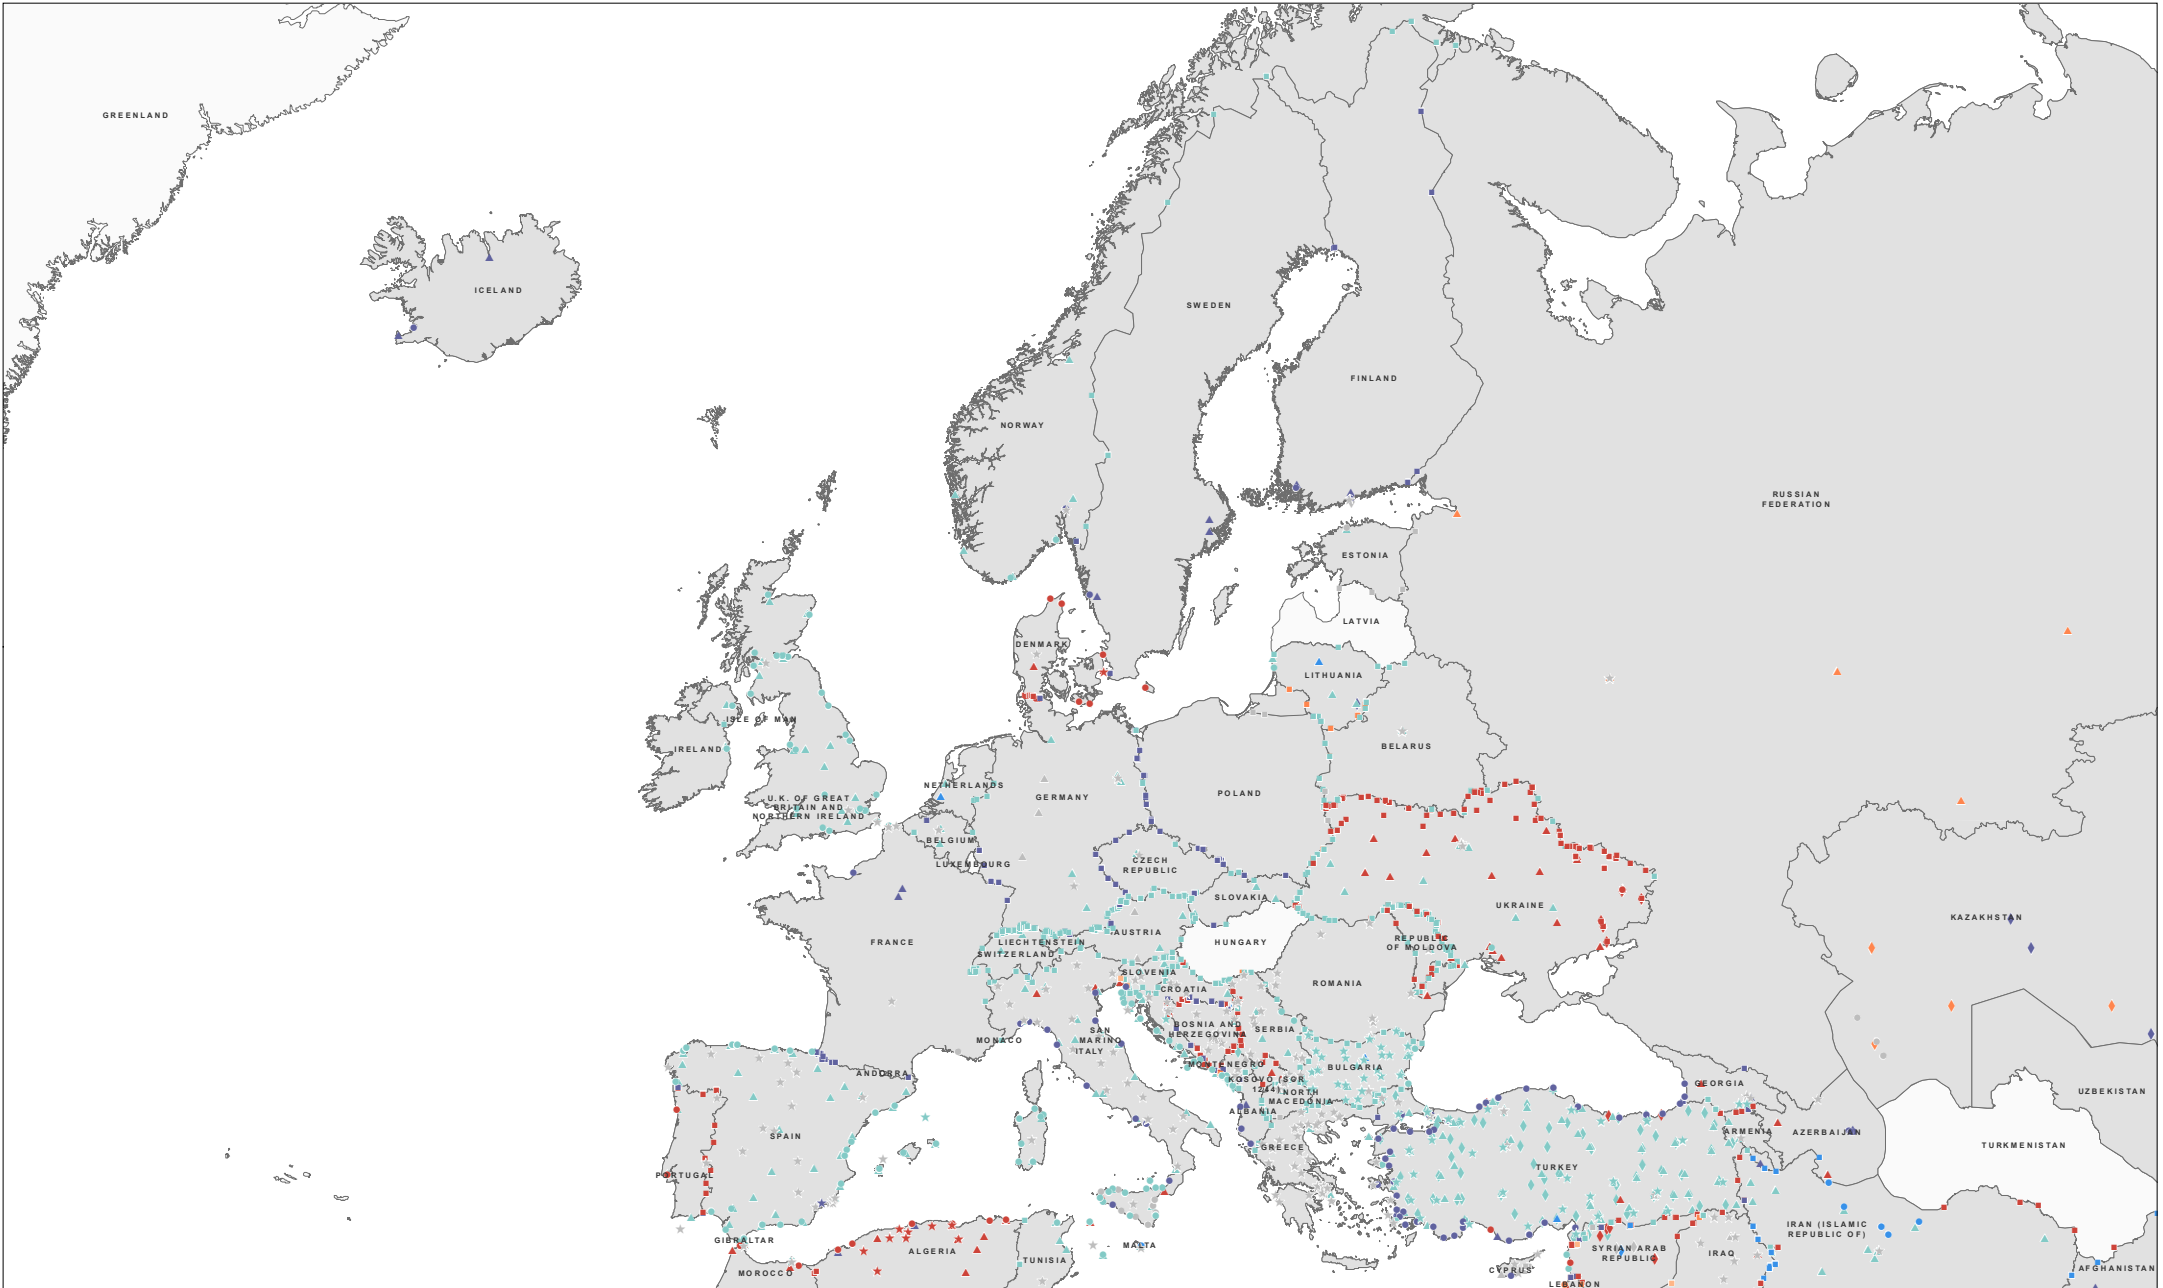 GREENLAND
ICELAND
SWEDEN
FINLAND
NORWAY
RUSSIAN
FEDERATION
ESTONIA
LATVIA
DENMARK
LITHUANIA
ISLE OF MAN
IRELAND
BELARUS
NETHERLANDS
GERMANY
POLAND
U.K. OF GREAT
BRITAIN AND
NORTHERN IRELAND
BELGIUM
LUXEMBOURG
CZECH
REPUBLIC
SLOVAKIA
UKRAINE
KAZAKHSTAN
FRANCE
AUSTRIA
LIECHTENSTEIN
SWITZERLAND
HUNGARY
REPUBLIC
OF MOLDOVA
SLOVENIA
CROATIA
ROMANIA
BOSNIA AND
HERZEGOVINA
SERBIA
SAN
MARINO
MONACO
ITALY
MONTENEGRO
BULGARIA
ANDORRA
KOSOVO (SCR
1244)
NORTH
MACEDONIA
GEORGIA
UZBEKISTAN
ALBANIA
SPAIN
GREECE
ARMENIA
AZERBAIJAN
TURKMENISTAN
PORTUGAL
TURKEY
GIBRALTAR
MALTA
ALGERIA
TUNISIA
MOROCCO
CYPRUS
SYRIAN ARAB
REPUBLIC
LEBANON
IRAQ
IRAN (ISLAMIC
REPUBLIC OF)
AFGHANISTAN